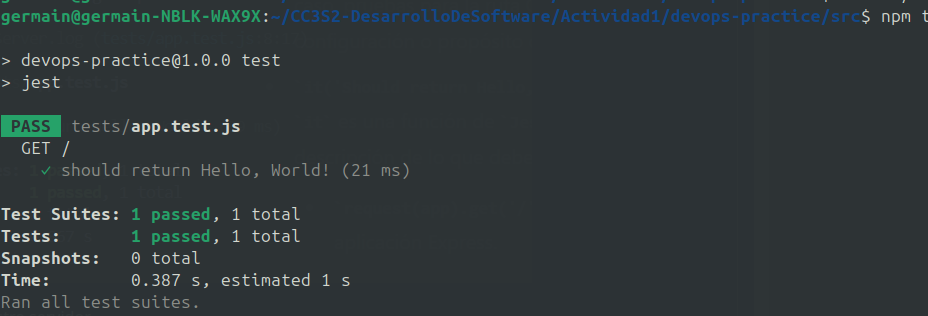 germain@germain-NBLK-WAX9X:~/CC3S2-DesarrolloDeSoftware/Actividad1/devops-practice/src$ npm t
> devops-practice@1.0.0 test
> jest
PASS tests/app.test.js
GET /
✓ should return Hello, World! (21 ms)
Test Suites: 1 passed, 1 total
Tests: 1 passed, 1 total
Snapshots: 0 total
Time: 0.387 s, estimated 1 s
Ran all test suites.